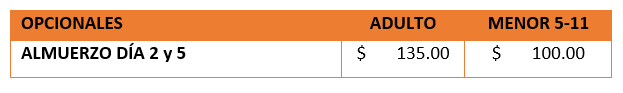 OPCIONALES ADULTO MENOR 5-11
ALMUERZO DÍA 2 y 5 $ 135.00 $ 100.00